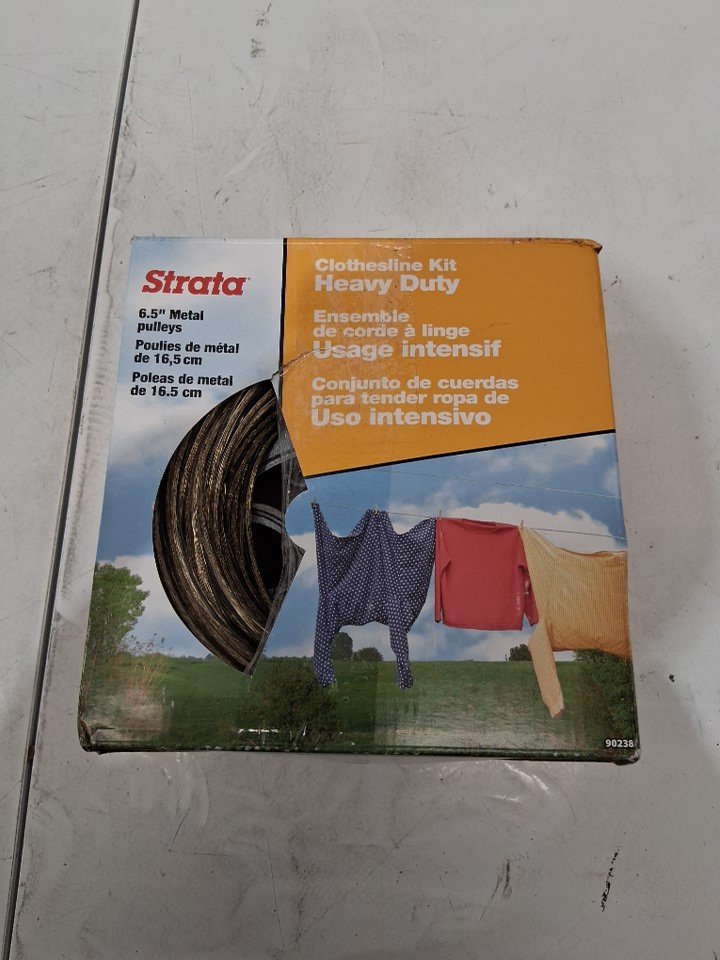 Strata
6.5" Metal
pulleys
Poulies de métal
de 16,5 cm
Poleas de metal
de 16.5 cm
Clothesline Kit
Heavy Duty
Ensemble
de corde à linge
Usage intensif
Conjunto de cuerdas
para tender ropa de
Uso intensivo
90238